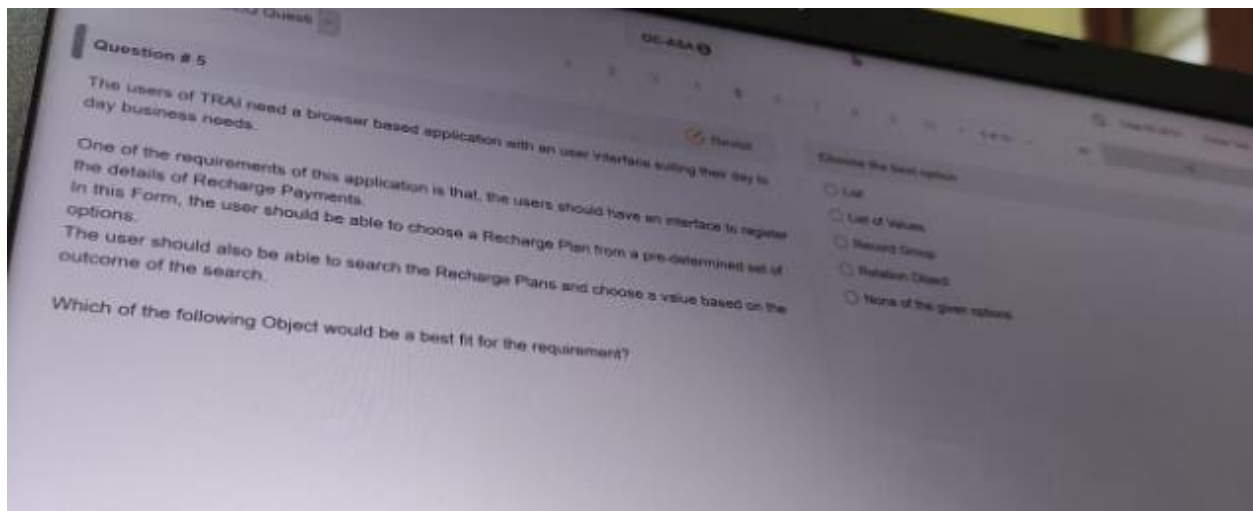 Question # 5
The users of TRAI need a browser based application with an user interface suiting their day to
day business needs.
One of the requirements of this application is that, the users should have an interface to register
the details of Recharge Payments.
In this Form, the user should be able to choose a Recharge Plan from a pre-determined set of
options.
The user should also be able to search the Recharge Plans and choose a value based on the
outcome of the search.
Which of the following Object would be a best fit for the requirement?
Revisit
Choose the best option
List
List of Values
Record Group
Relation Object
None of the given options